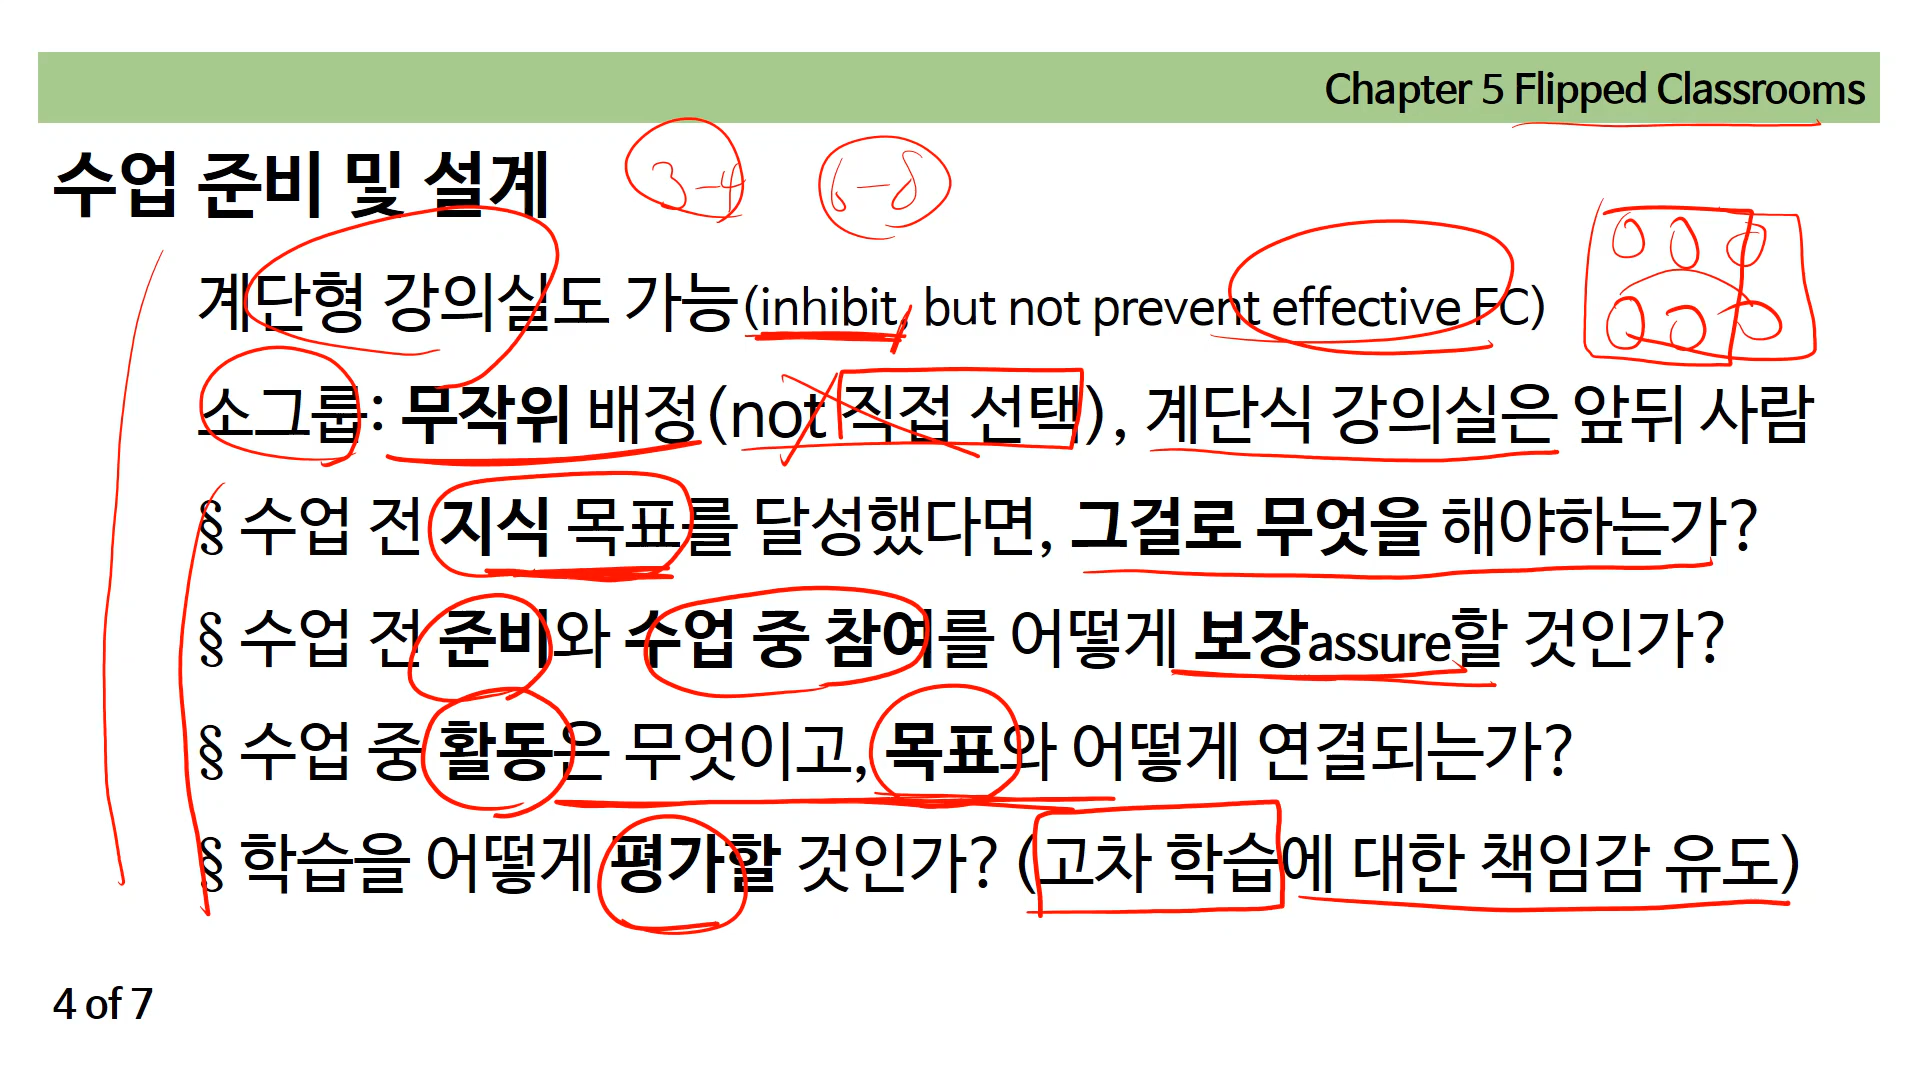 Chapter 5 Flipped Classrooms
수업 준비 및 설계
3-4
6-8
계단형 강의실도 가능(inhibit, but not prevent effective FC)
소그룹: 무작위 배정(not 직접 선택), 계단식 강의실은 앞뒤 사람
§ 수업 전 지식 목표를 달성했다면, 그걸로 무엇을 해야하는가?
§ 수업 전 준비와 수업 중 참여를 어떻게 보장assure할 것인가?
§ 수업 중 활동은 무엇이고, 목표와 어떻게 연결되는가?
§ 학습을 어떻게 평가할 것인가? (고차 학습에 대한 책임감 유도)
4 of 7